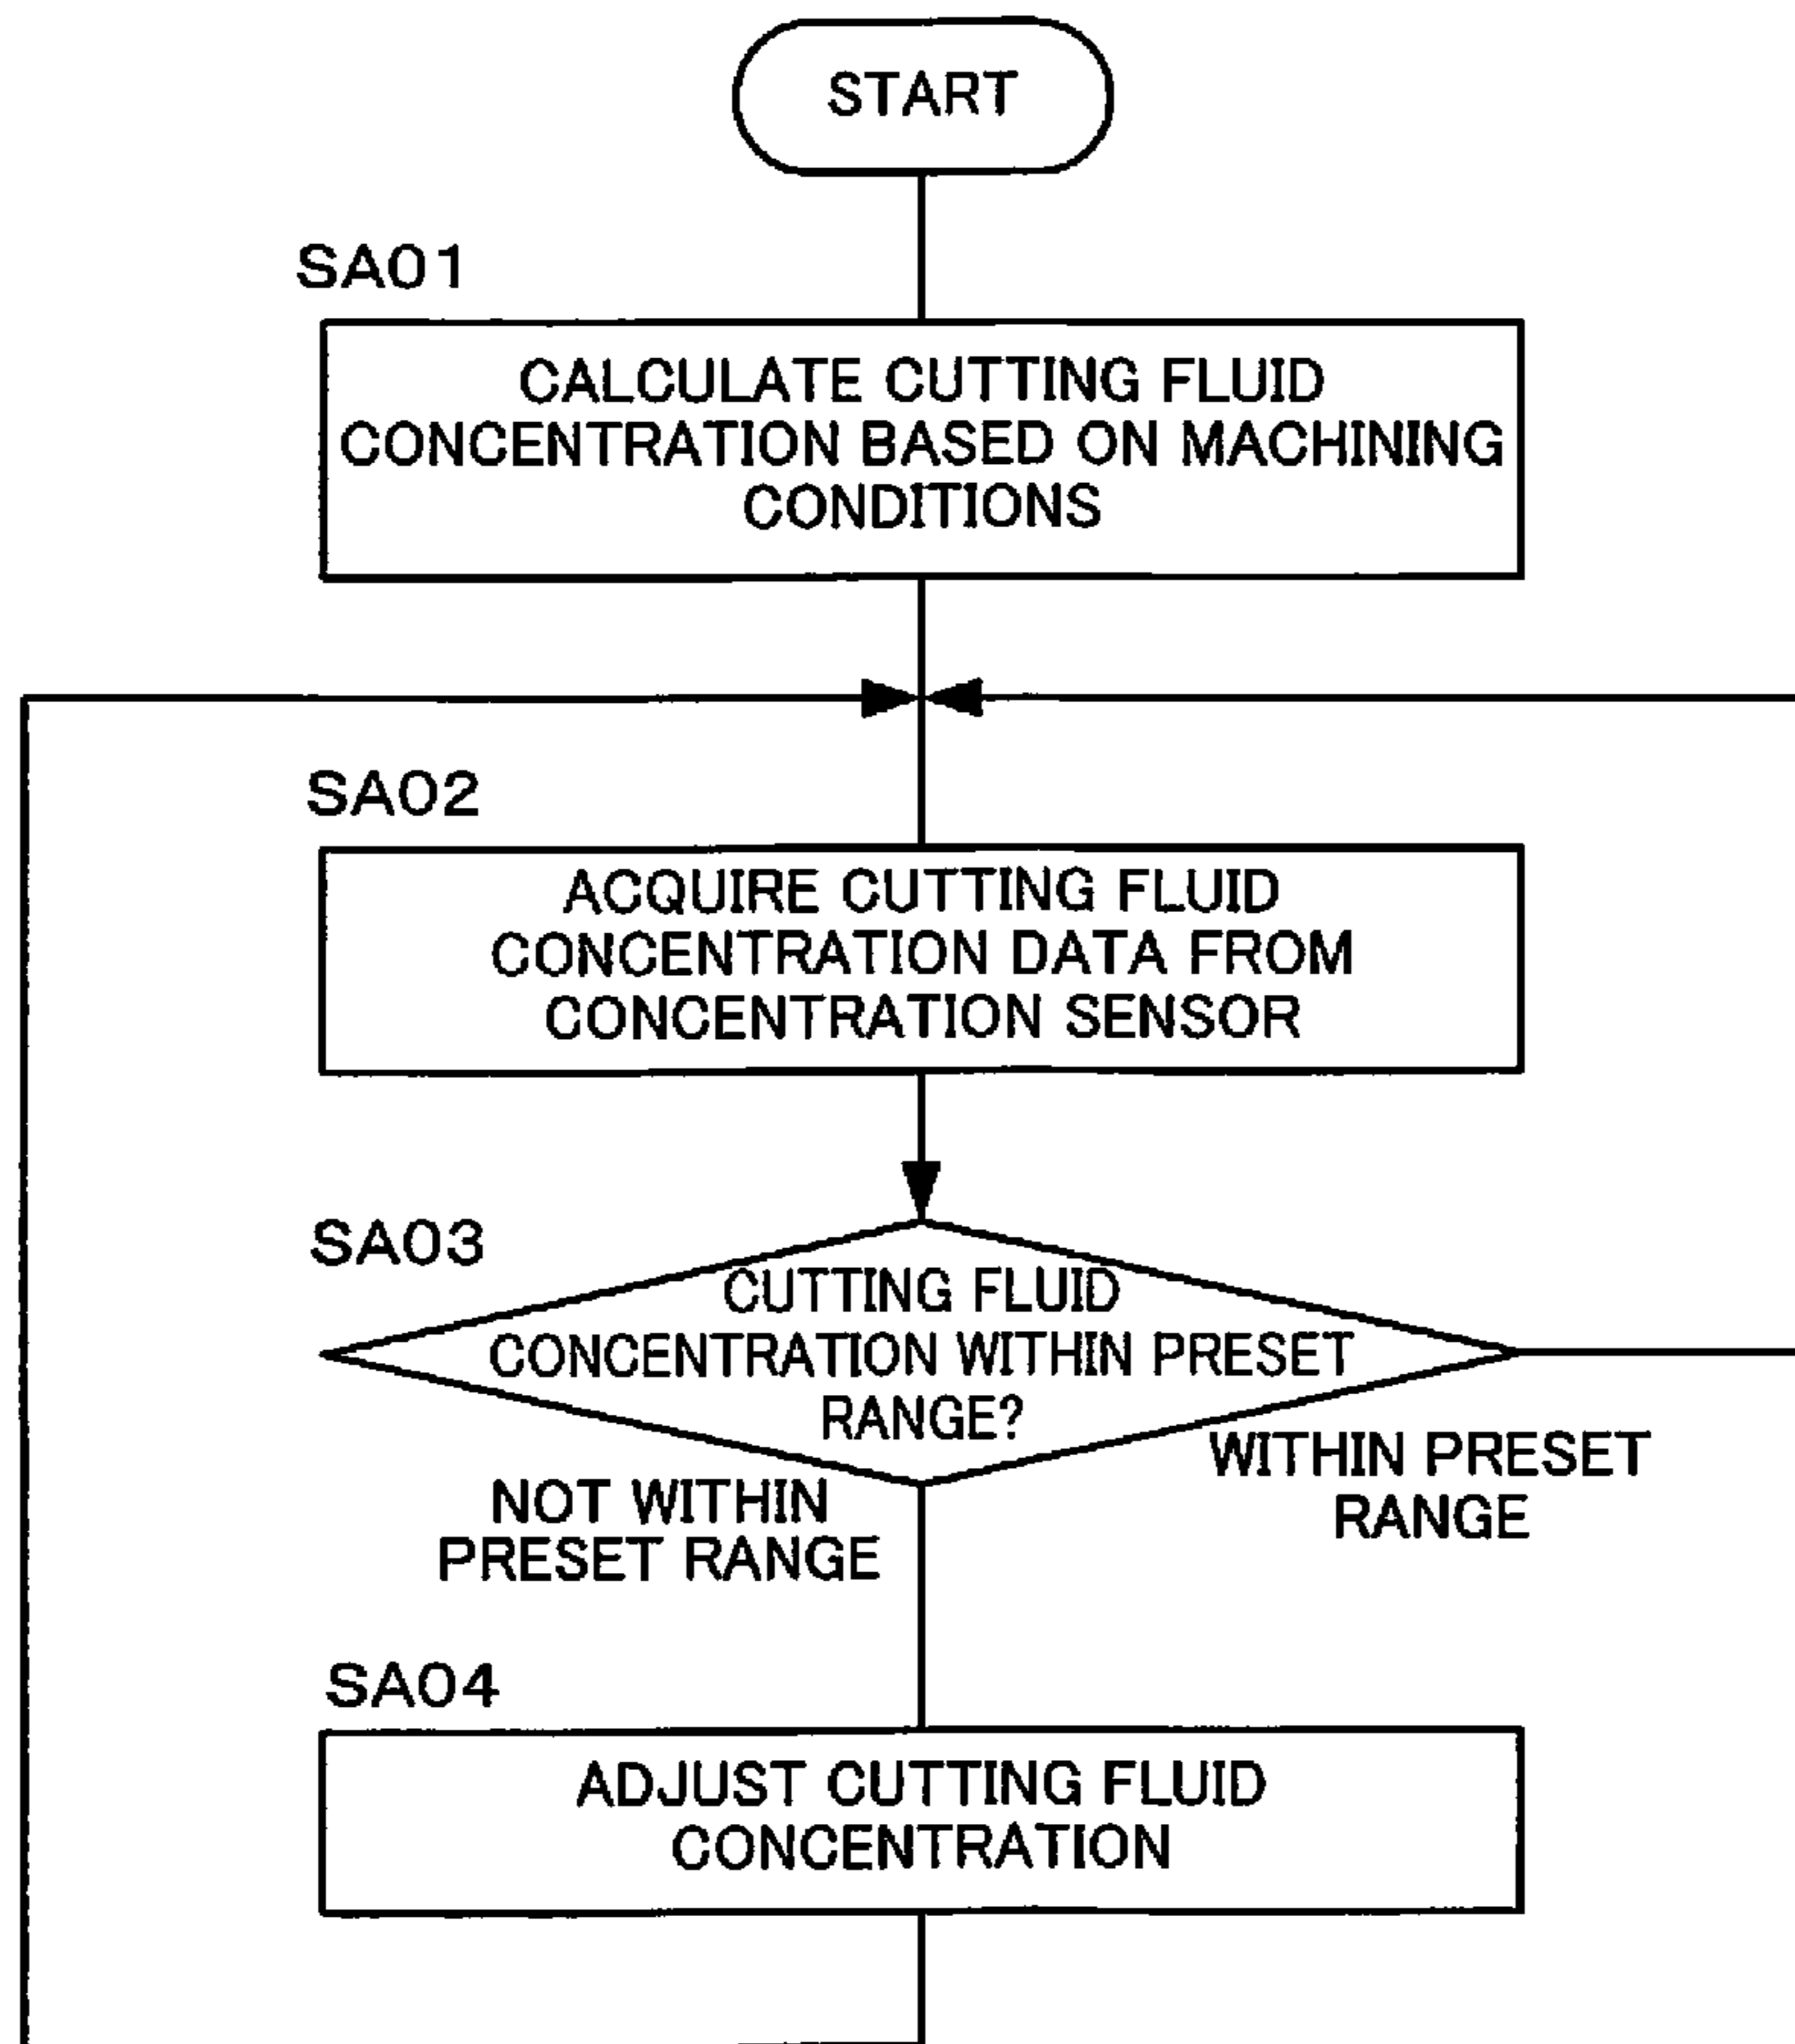 START
SA01
CALCULATE CUTTING FLUID
CONCENTRATION BASED ON MACHINING
CONDITIONS
SA02
ACQUIRE CUTTING FLUID
CONCENTRATION DATA FROM
CONCENTRATION SENSOR
SA03
CUTTING FLUID
CONCENTRATION WITHIN PRESET
RANGE?
WITHIN PRESET
RANGE
NOT WITHIN
PRESET RANGE
SA04
ADJUST CUTTING FLUID
CONCENTRATION